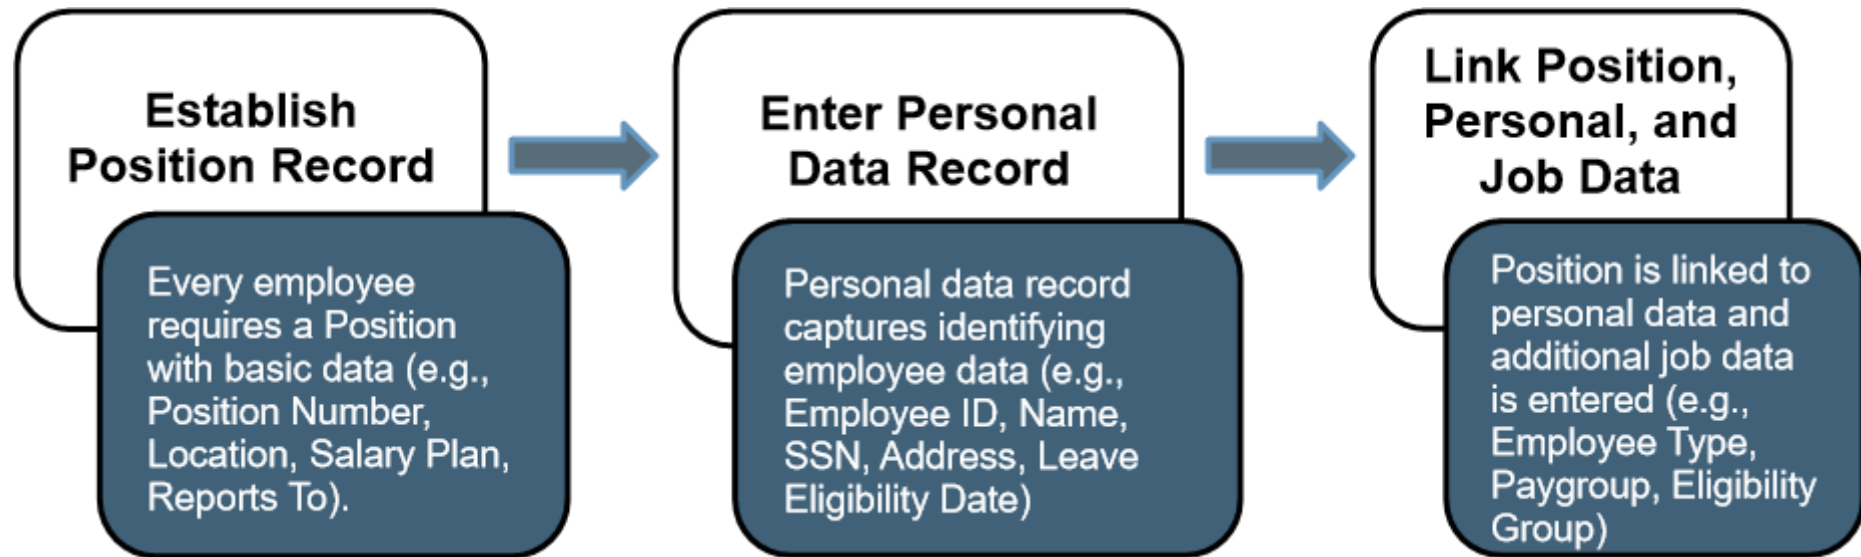 Establish
Position Record
Every employee
requires a Position
with basic data (e.g.,
Position Number,
Location, Salary Plan,
Reports To).
Enter Personal
Data Record
Personal data record
captures identifying
employee data (e.g.,
Employee ID, Name,
SSN, Address, Leave
Eligibility Date)
Link Position,
Personal, and
Job Data
Position is linked to
personal data and
additional job data
is entered (e.g.,
Employee Type,
Paygroup, Eligibility
Group)